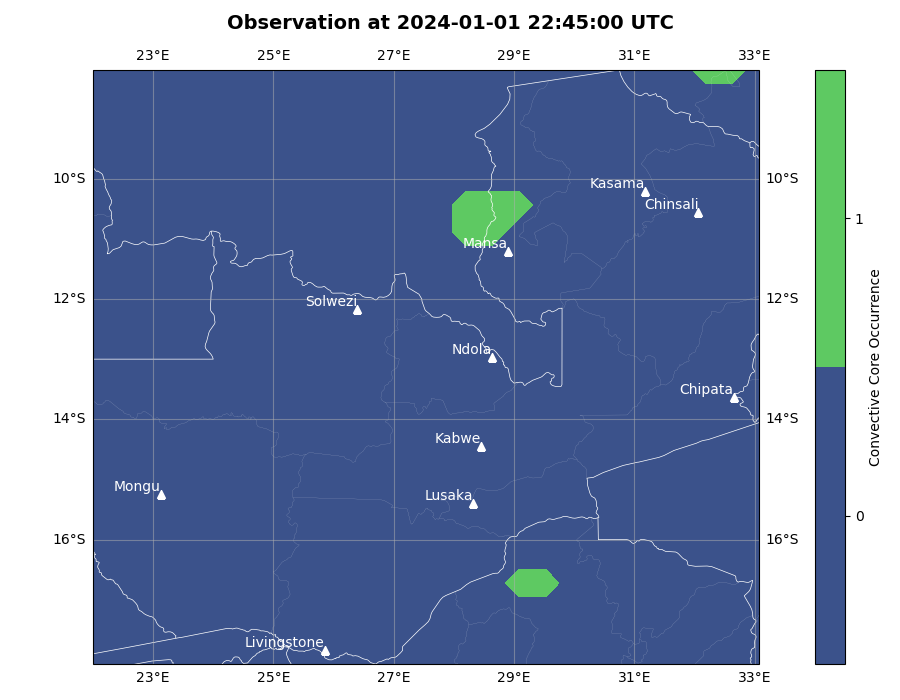 Observation at 2024-01-01 22:45:00 UTC
23°E 25°E 27°E 29°E 31°E 33°E
10°S 10°S
Kasama
Chinsali
1
Mansa
12°S 12°S
Solwezi
Ndola
Chipata
14°S 14°S
Kabwe
Mongu
Lusaka
0
16°S 16°S
Livingstone
23°E 25°E 27°E 29°E 31°E 33°E
Convective Core Occurrence